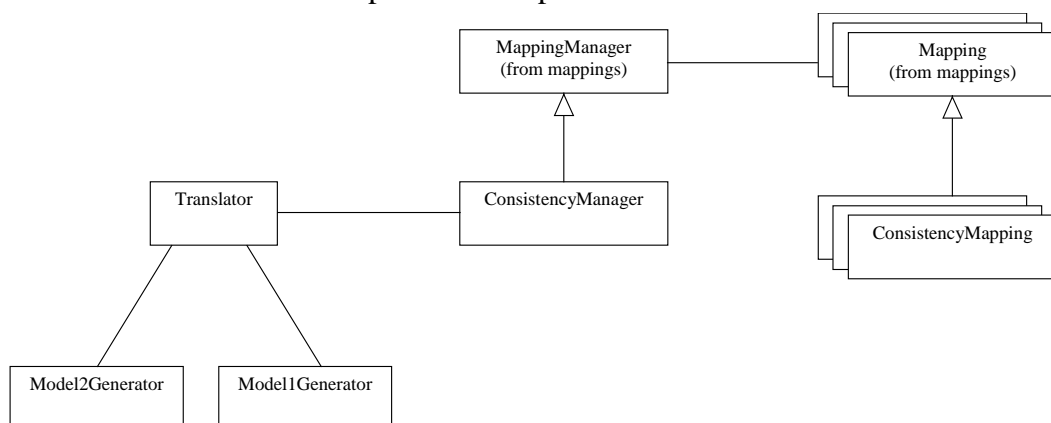 MappingManager
(from mappings)
Mapping
(from mappings)
Translator
ConsistencyManager
ConsistencyMapping
Model2Generator
Model1Generator